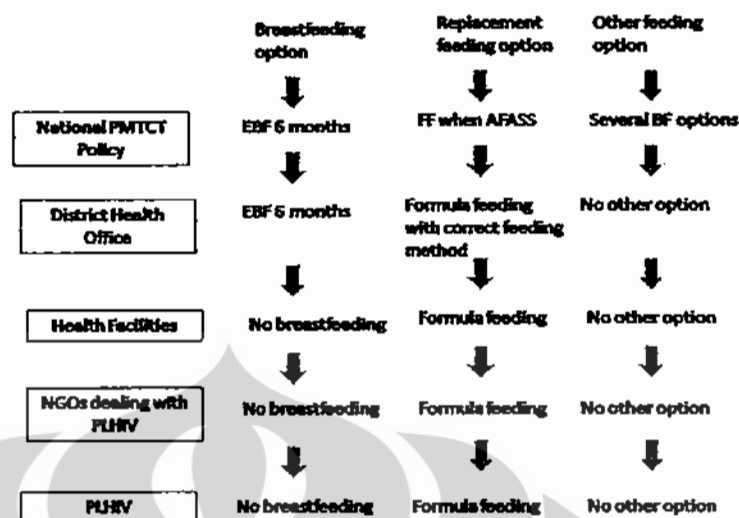 Breastfeeding
option
Replacement
feeding option
Other feeding
option
National PMTCT
Policy
EBF 6 months
FF when AFASS
Several BF options
District Health
Office
EBF 6 months
Formula feeding
with correct feeding
method
No other option
Health Facilities
No breastfeeding
Formula feeding
No other option
NGOs dealing with
PLHIV
No breastfeeding
Formula feeding
No other option
PLHIV
No breastfeeding
Formula feeding
No other option